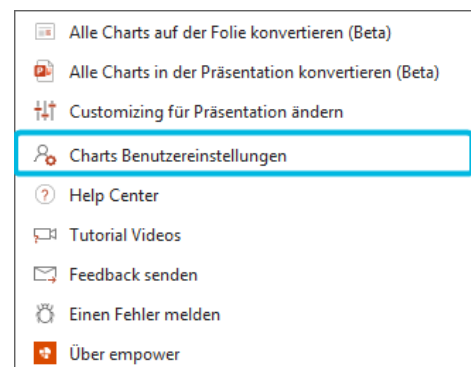 Alle Charts auf der Folie konvertieren (Beta)
Alle Charts in der Präsentation konvertieren (Beta)
Customizing für Präsentation ändern
Charts Benutzereinstellungen
Help Center
Tutorial Videos
Feedback senden
Einen Fehler melden
Über empower